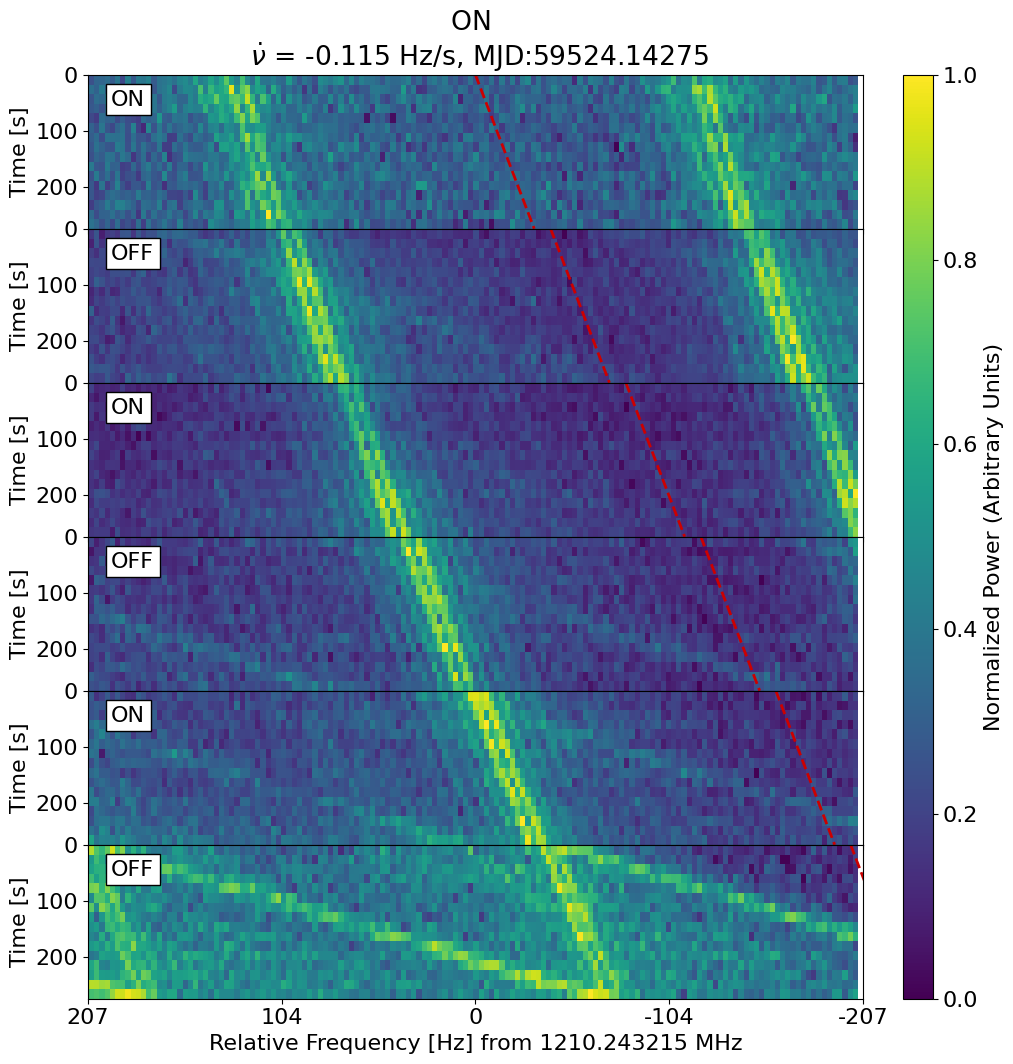 ON
ν̇ = -0.115 Hz/s, MJD:59524.14275
ON
OFF
ON
OFF
ON
OFF
0
100
200
0
100
200
0
100
200
0
100
200
0
100
200
0
100
200
Time [s]
Time [s]
Time [s]
Time [s]
Time [s]
Time [s]
207 104 0 -104 -207
Relative Frequency [Hz] from 1210.243215 MHz
1.0
0.8
0.6
0.4
0.2
0.0
Normalized Power (Arbitrary Units)